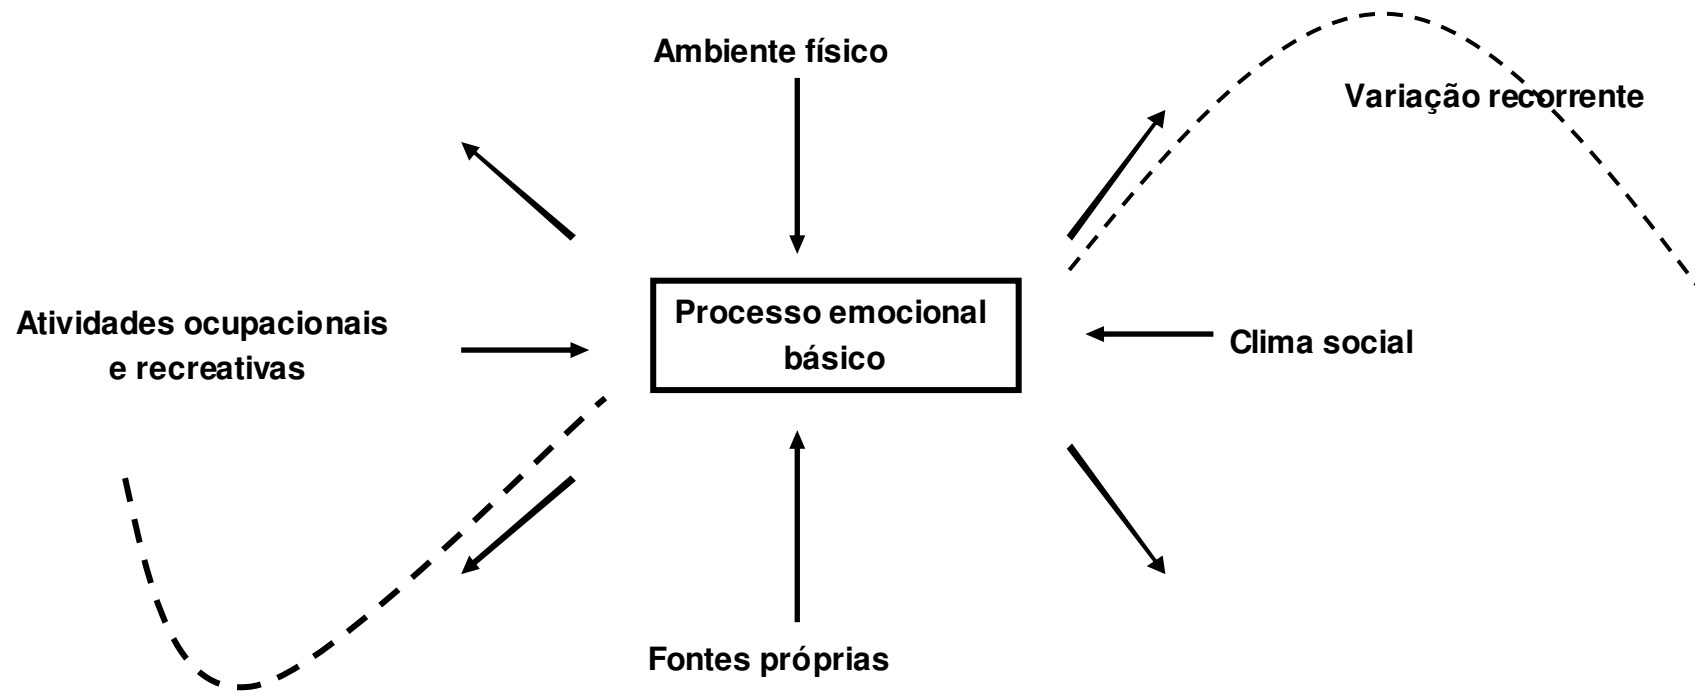 Ambiente físico
Variação recorrente
Atividades ocupacionais
e recreativas
Processo emocional
básico
Clima social
Fontes próprias